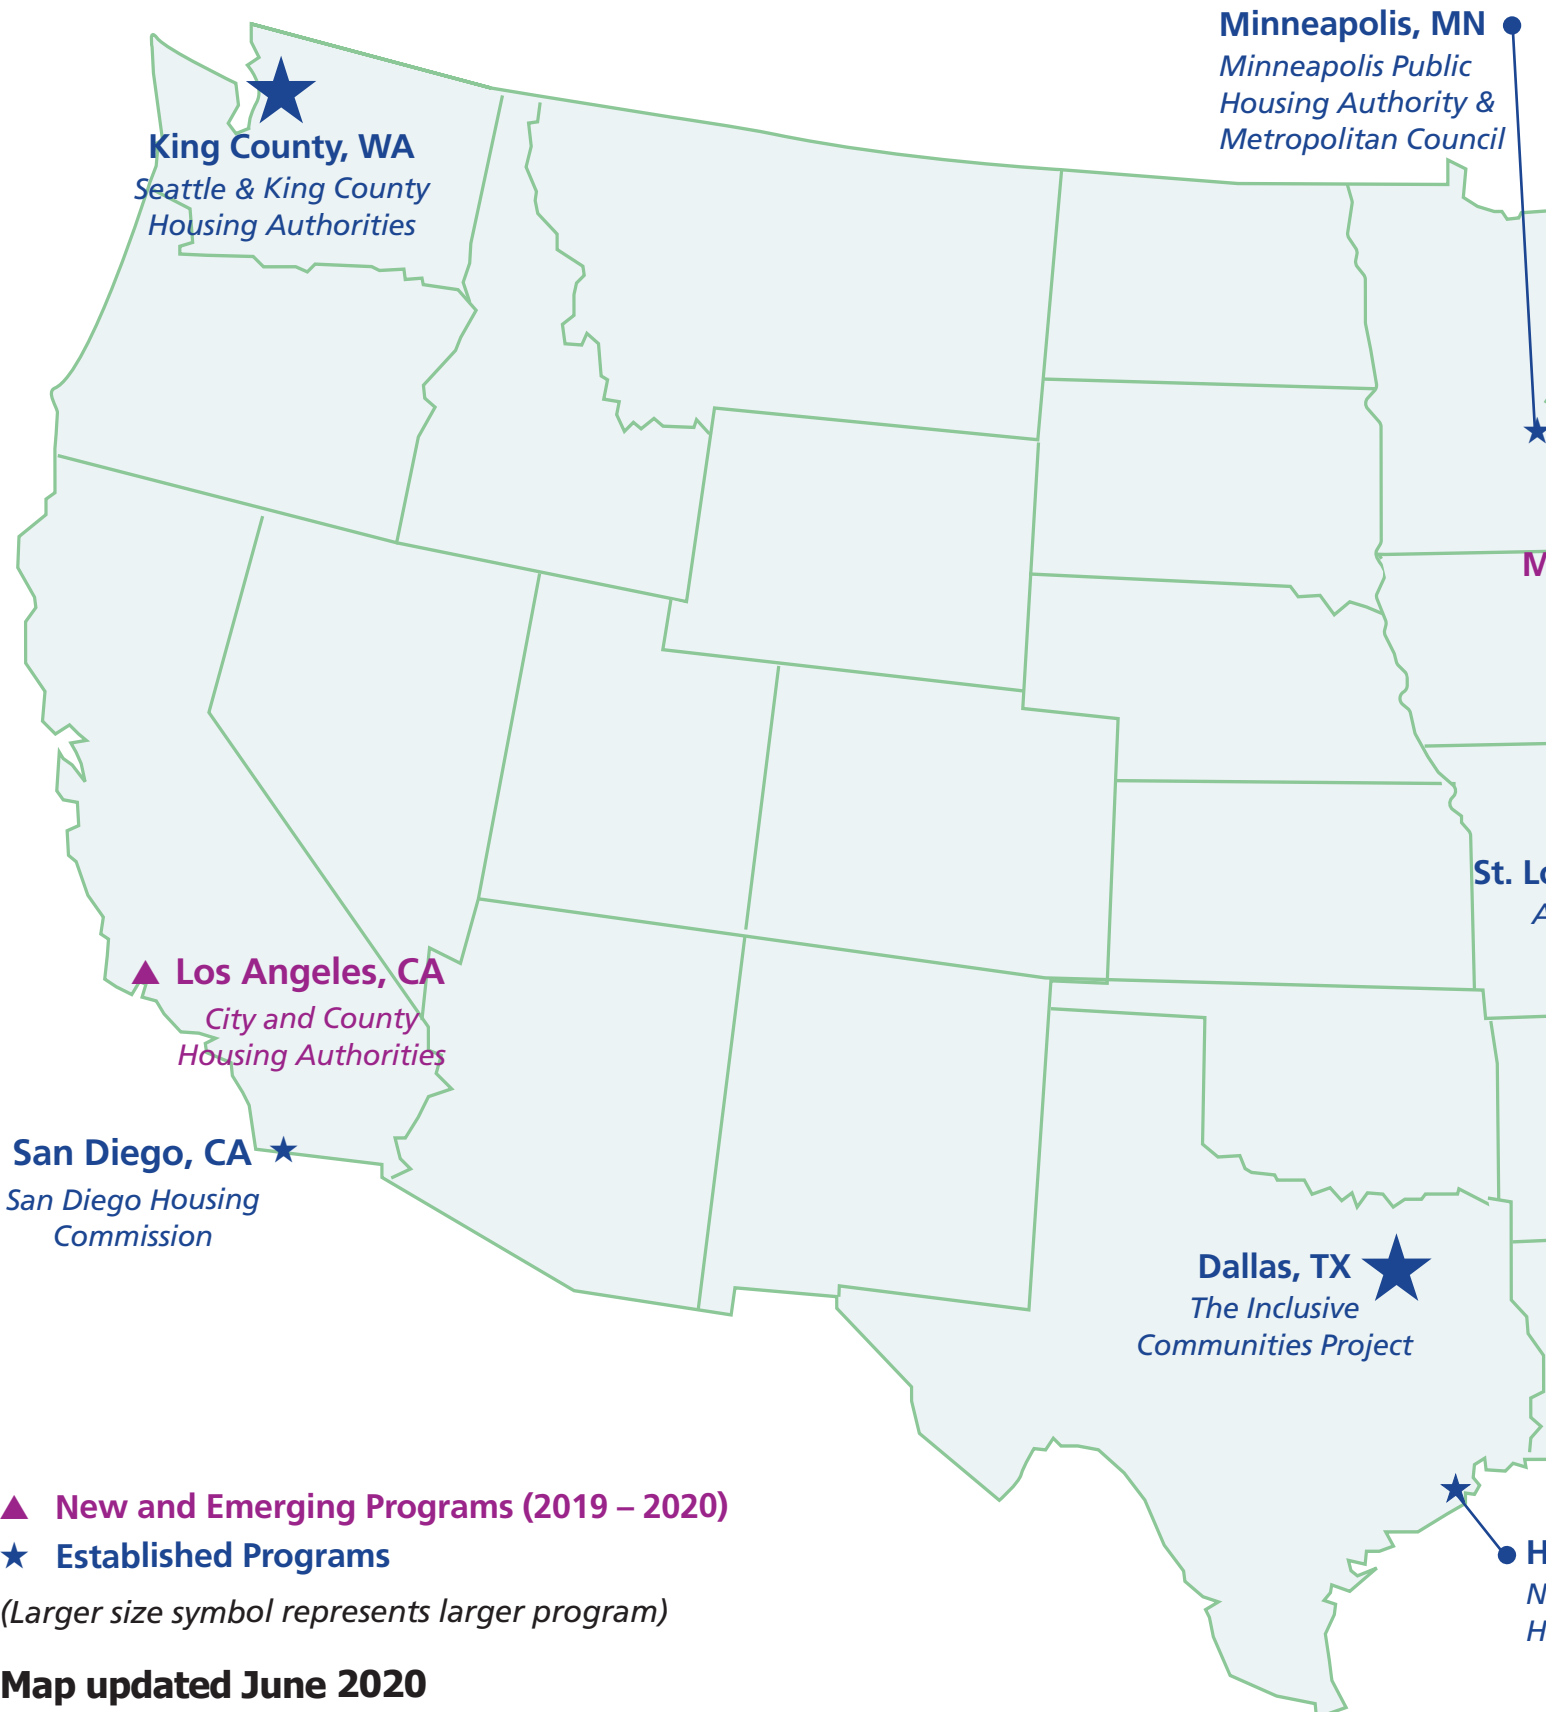 Minneapolis, MN
Minneapolis Public
Housing Authority &
Metropolitan Council
King County, WA
Seattle & King County
Housing Authorities
M
St. Lo
A
Los Angeles, CA
City and County
Housing Authorities
San Diego, CA
San Diego Housing
Commission
Dallas, TX
The Inclusive
Communities Project
H
N
H
New and Emerging Programs (2019 – 2020)
Established Programs
(Larger size symbol represents larger program)
Map updated June 2020